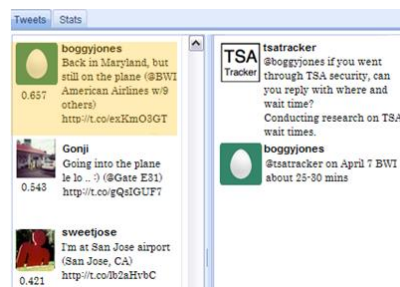 Tweets
Stats
boggyjones
Back in Maryland, but
still on the plane (@BWI
American Airlines w/9
others)
http://t.co/exKmO3GT
0.657
Gonji
Going into the plane
le lo .. :) (@Gate E31)
http://t.co/gQsIGUF7
0.543
sweetjose
I'm at San Jose airport
(San Jose, CA)
http://t.co/lb2aHvbC
0.421
TSA
Tracker
tsatracker
@boggyjones if you went
through TSA security, can
you reply with where and
wait time?
Conducting research on TSA
wait times.
boggyjones
@tsatracker on April 7 BWI
about 25-30 mins